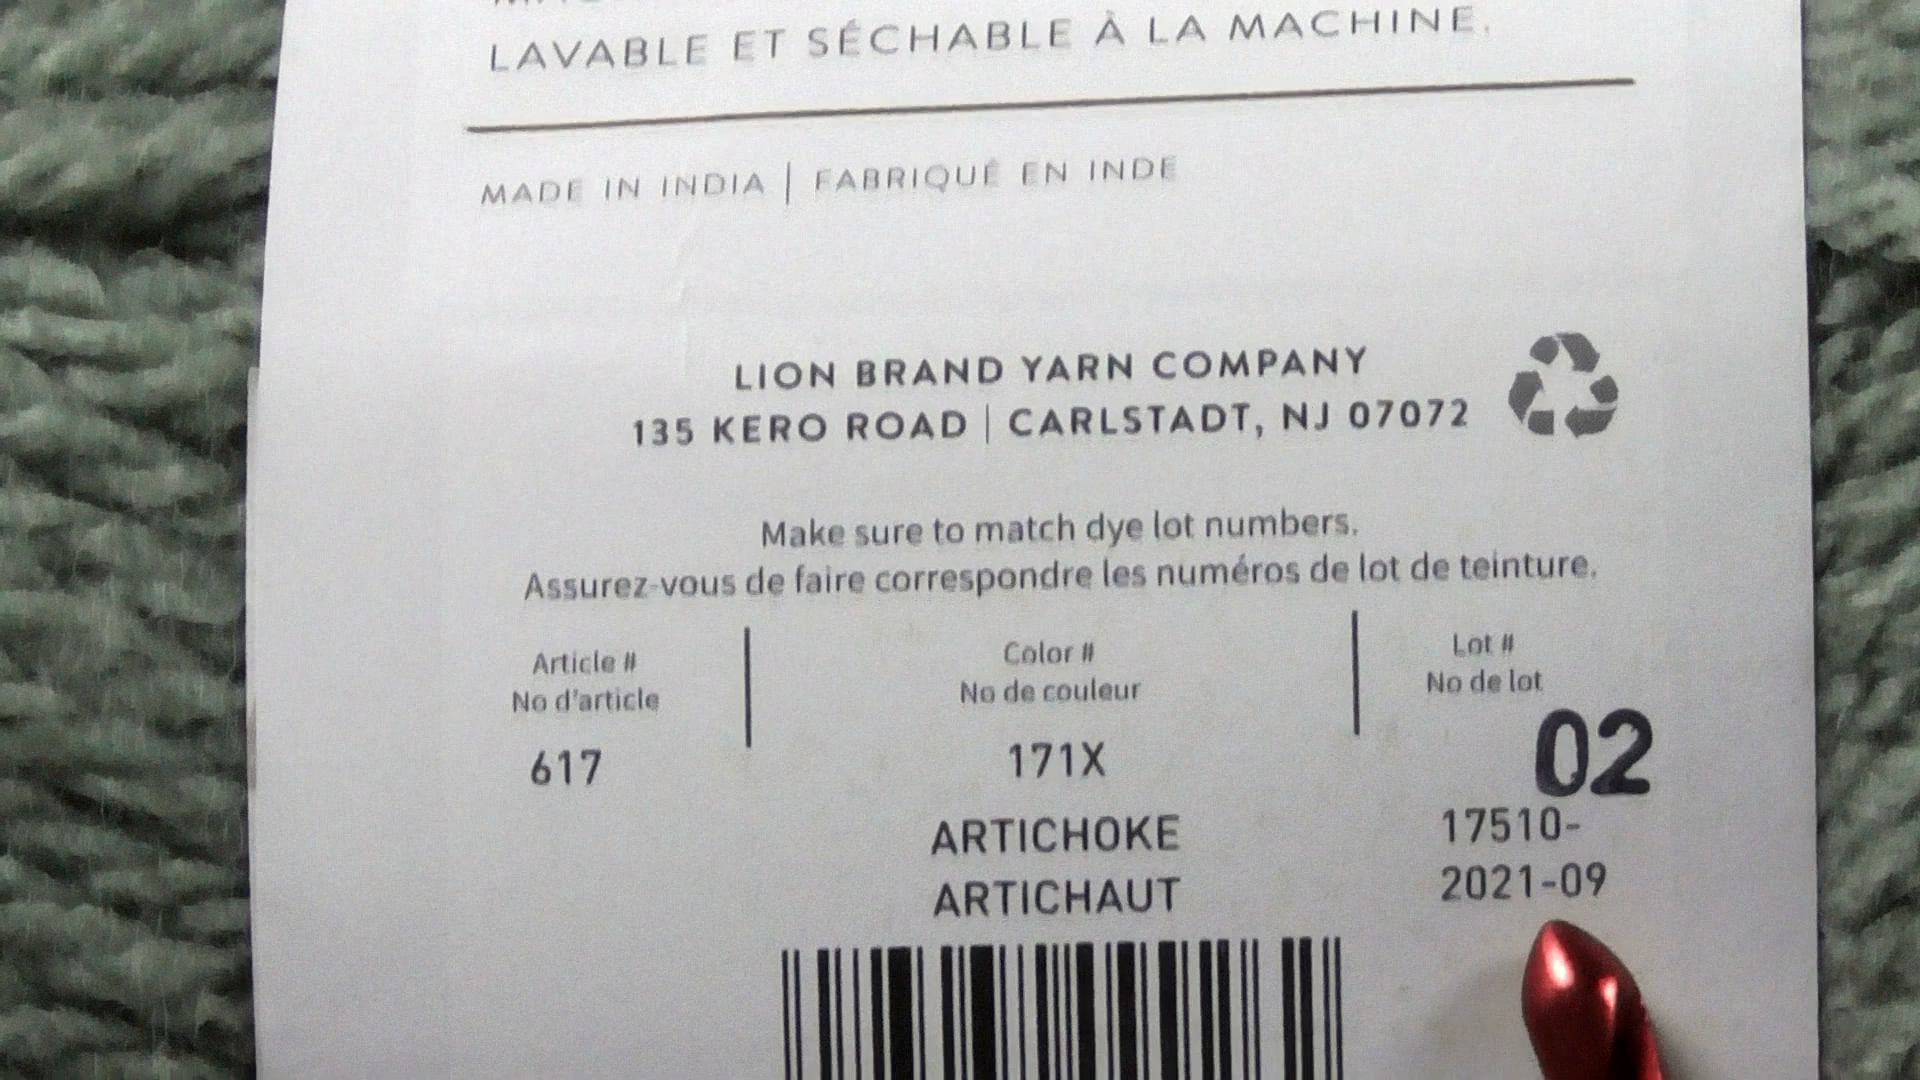 LAVABLE ET SÉCHABLE À LA MACHINE.
MADE IN INDIA | FABRIQUÉ EN INDE
LION BRAND YARN COMPANY
135 KERO ROAD | CARLSTADT, NJ 07072
Make sure to match dye lot numbers.
Assurez-vous de faire correspondre les numéros de lot de teinture.
Article #
No d'article
617
Color #
No de couleur
171X
ARTICHOKE
ARTICHAUT
Lot #
No de lot
02
17510-
2021-09